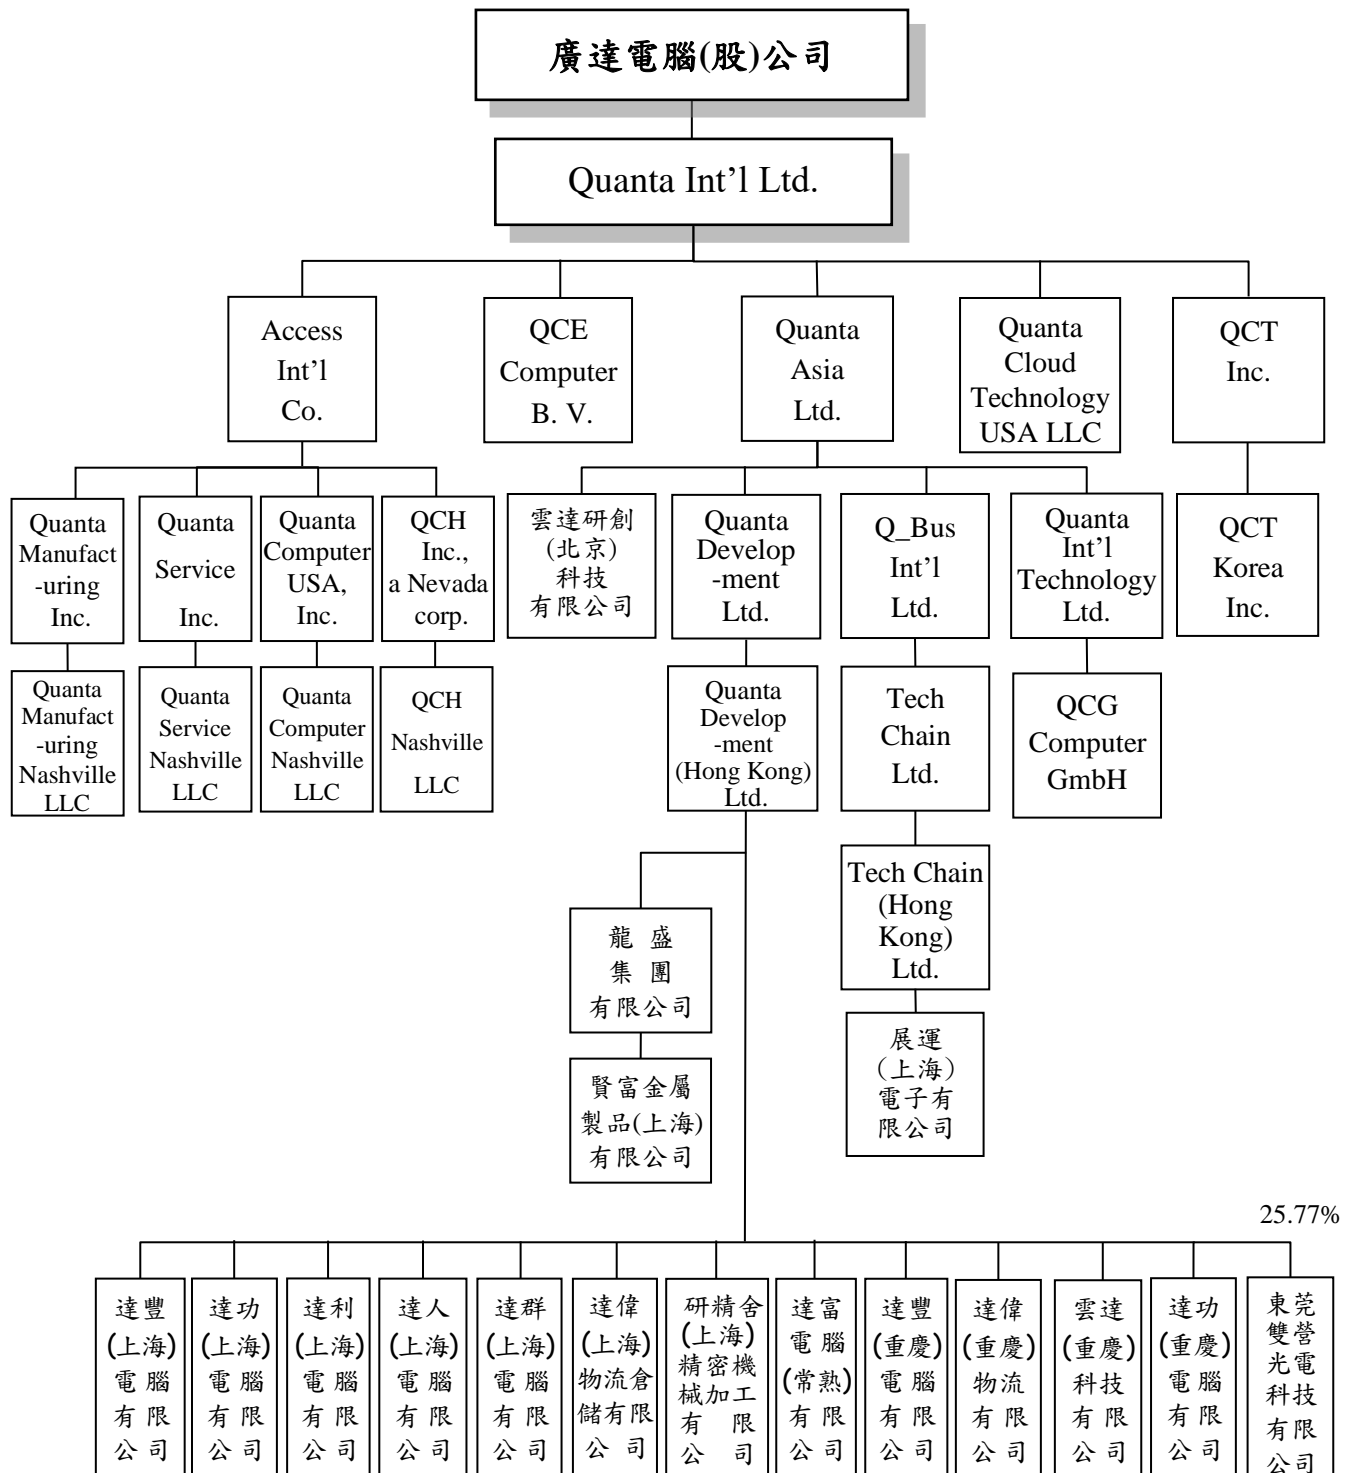 廣達電腦(股)公司
Quanta Int’l Ltd.
Access
Int’l
Co.
QCE
Computer
B. V.
Quanta
Asia
Ltd.
Quanta
Cloud
Technology
USA LLC
QCT
Inc.
Quanta
Manufact
-uring
Inc.
Quanta
Service
Inc.
Quanta
Computer
USA,
Inc.
QCH
Inc.,
a Nevada
corp.
雲達研創
(北京)
科技
有限公司
Quanta
Develop
-ment
Ltd.
Q_Bus
Int’l
Ltd.
Quanta
Int’l
Technology
Ltd.
QCT
Korea
Inc.
Quanta
Manufact
-uring
Nashville
LLC
Quanta
Service
Nashville
LLC
Quanta
Computer
Nashville
LLC
QCH
Nashville
LLC
Quanta
Develop
-ment
(Hong Kong)
Ltd.
Tech
Chain
Ltd.
QCG
Computer
GmbH
Tech Chain
(Hong
Kong)
Ltd.
龍 盛
集 團
有限公司
展運
(上海)
電子有
限公司
賢富金屬
製品(上海)
有限公司
25.77%
達豐
(上海)
電 腦
有 限
公 司
達功
(上海)
電 腦
有 限
公 司
達利
(上海)
電 腦
有 限
公 司
達人
(上海)
電 腦
有 限
公 司
達群
(上海)
電 腦
有 限
公 司
達偉
(上海)
物流倉
儲有限
公 司
研精舍
(上海)
精密機
械加工
有 限
公 司
達富
電 腦
(常熟)
有 限
公 司
達豐
(重慶)
電 腦
有 限
公 司
達偉
(重慶)
物流
有 限
公 司
雲達
(重慶)
科技
有 限
公 司
達功
(重慶)
電 腦
有 限
公 司
東莞
雙營
光電
科技
有限
公司